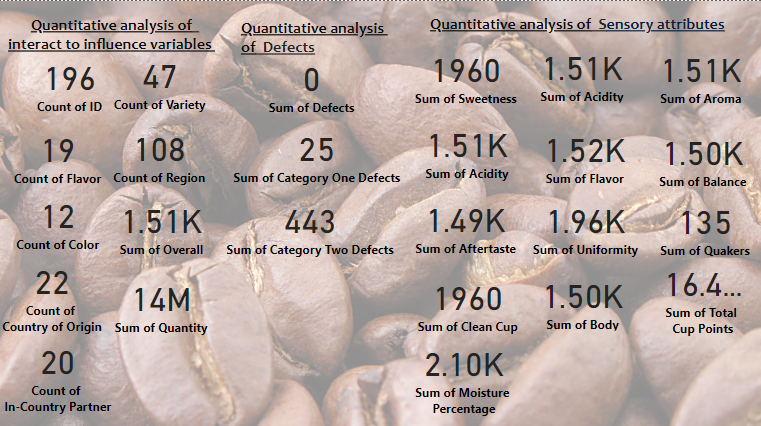 Quantitative analysis of
interact to influence variables
196
Count of ID
47
Count of Variety
19
Count of Flavor
108
Count of Region
12
Count of Color
1.51K
Sum of Overall
22
Count of
Country of Origin
14M
Sum of Quantity
20
Count of
In-Country Partner
Quantitative analysis
of Defects
0
Sum of Defects
25
Sum of Category One Defects
443
Sum of Category Two Defects
Quantitative analysis of Sensory attributes
1960
Sum of Sweetness
1.51K
Sum of Acidity
1.51K
Sum of Aroma
1.51K
Sum of Acidity
1.52K
Sum of Flavor
1.50K
Sum of Balance
1.49K
Sum of Aftertaste
1.96K
Sum of Uniformity
135
Sum of Quakers
1960
Sum of Clean Cup
1.50K
Sum of Body
16.4...
Sum of Total
Cup Points
2.10K
Sum of Moisture
Percentage